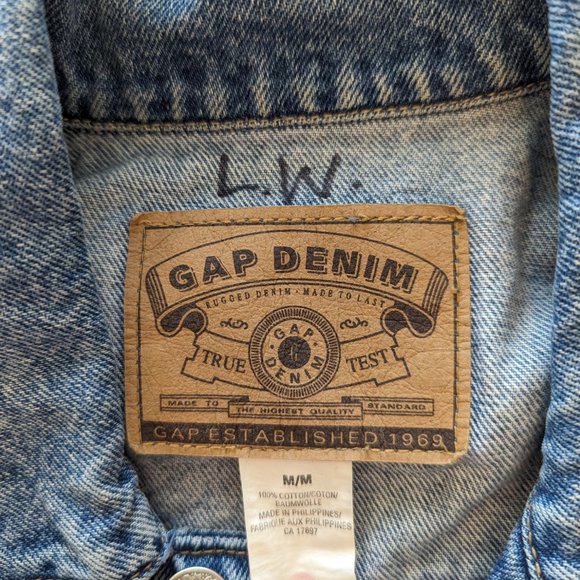 L.W.
GAP DENIM
RUGGED DENIM · MADE TO LAST
GAP
TRUE TEST
DENIM
MADE TO THE HIGHEST QUALITY STANDARD
GAP ESTABLISHED 1969
M/M
100% COTTON/COTON/
BAUMWOLLE
MADE IN PHILIPPINES/
FABRIQUE AUX PHILIPPINES
CA 17897